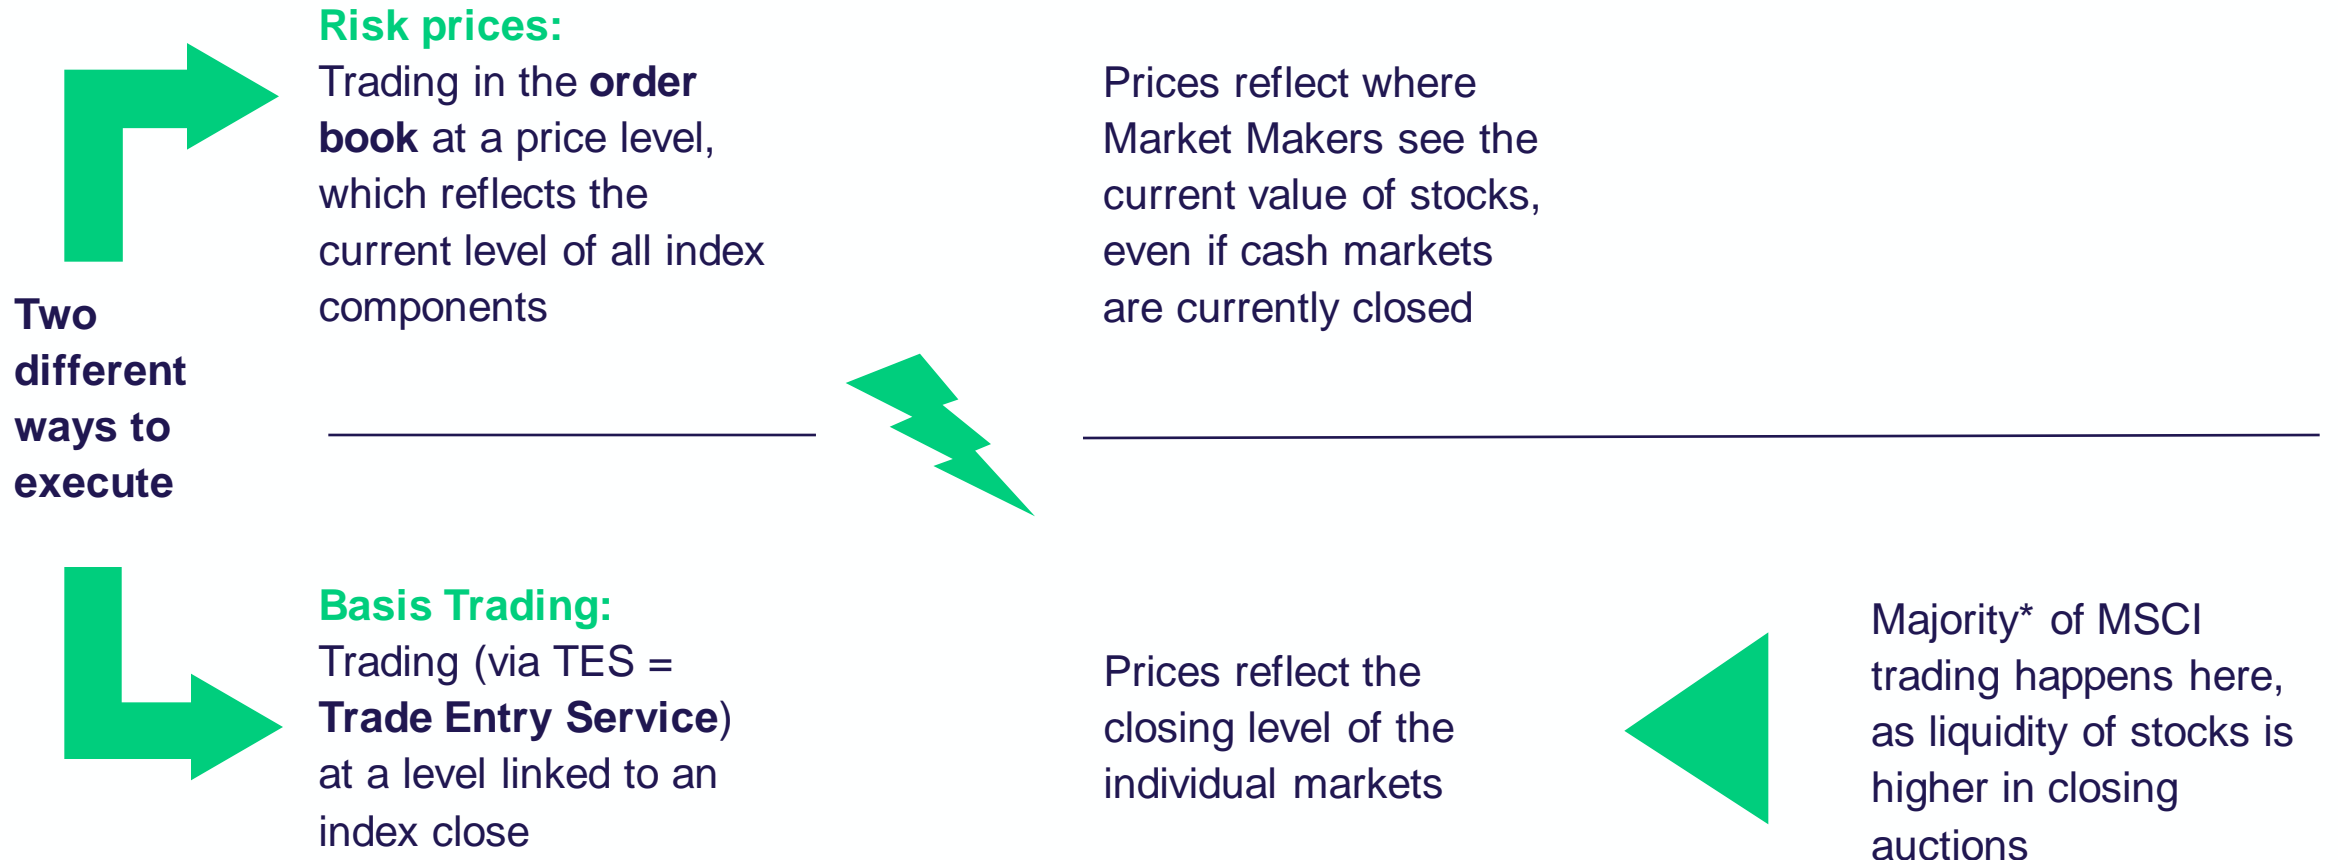 Two
different
ways to
execute
Risk prices:
Trading in the order
book at a price level,
which reflects the
current level of all index
components
Prices reflect where
Market Makers see the
current value of stocks,
even if cash markets
are currently closed
Basis Trading:
Trading (via TES =
Trade Entry Service)
at a level linked to an
index close
Prices reflect the
closing level of the
individual markets
Majority* of MSCI
trading happens here,
as liquidity of stocks is
higher in closing
auctions